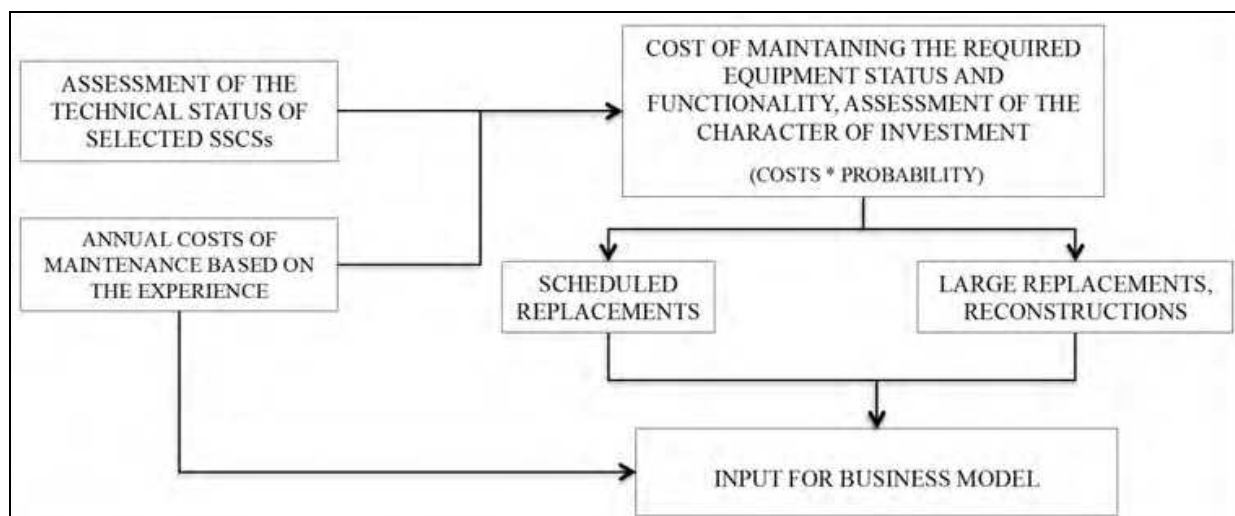 ASSESSMENT OF THE
TECHNICAL STATUS OF
SELECTED SSCSs
COST OF MAINTAINING THE REQUIRED
EQUIPMENT STATUS AND
FUNCTIONALITY, ASSESSMENT OF THE
CHARACTER OF INVESTMENT
(COSTS * PROBABILITY)
ANNUAL COSTS OF
MAINTENANCE BASED ON
THE EXPERIENCE
SCHEDULED
REPLACEMENTS
LARGE REPLACEMENTS,
RECONSTRUCTIONS
INPUT FOR BUSINESS MODEL